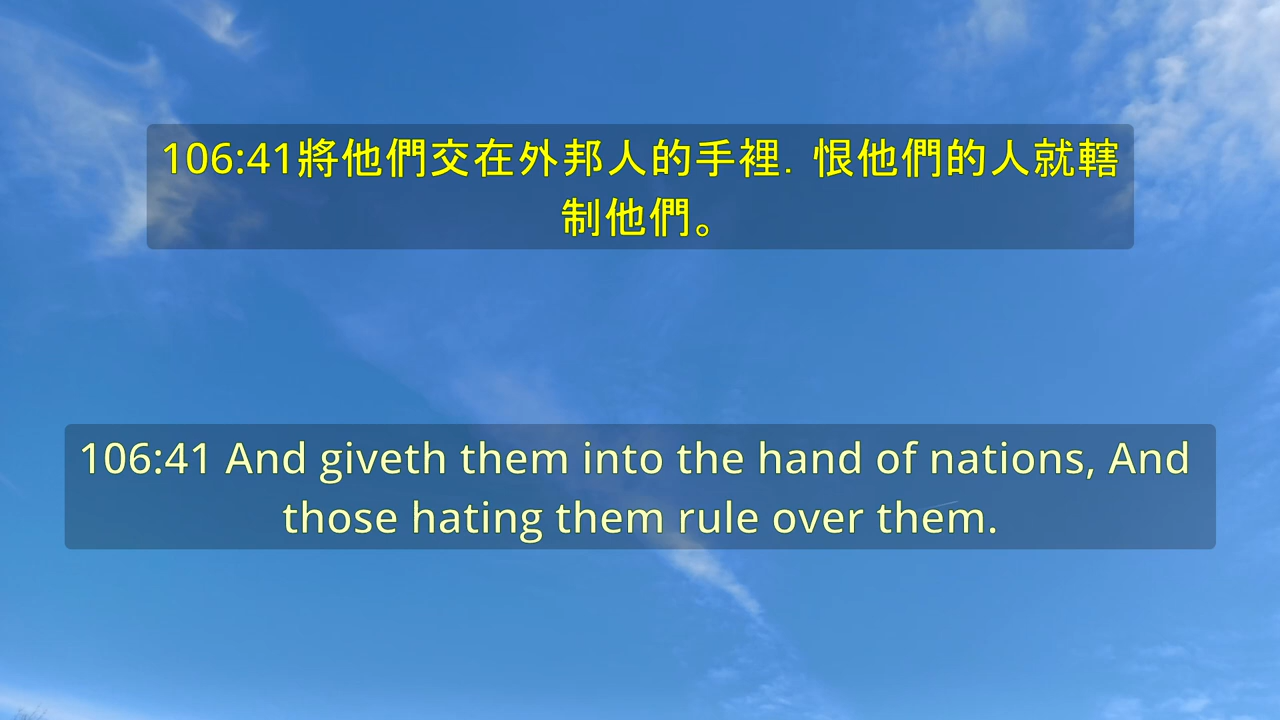 106:41將他們交在外邦人的手裡．恨他們的人就轄
制他們。
106:41 And giveth them into the hand of nations, And
those hating them rule over them.